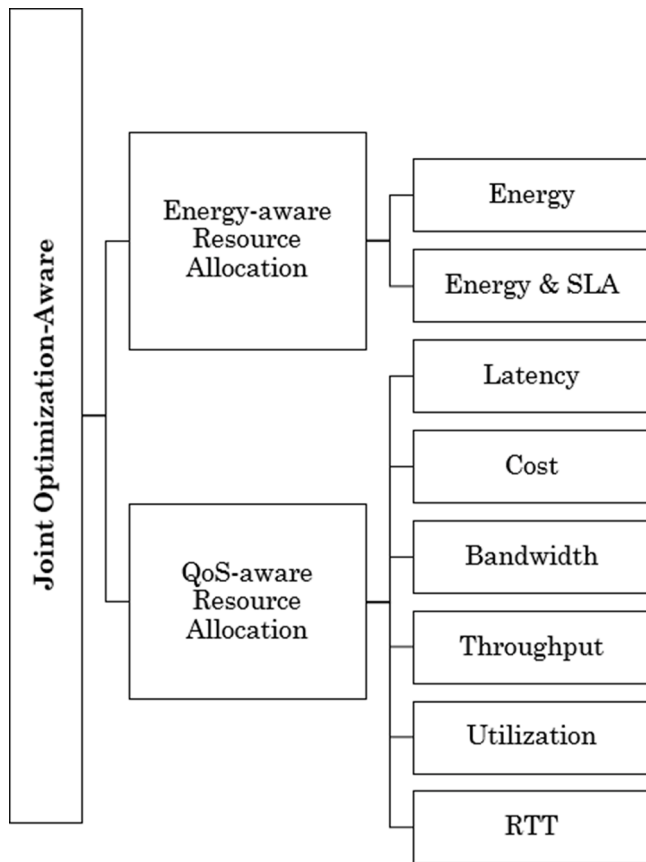 Joint Optimization-Aware
Energy-aware
Resource
Allocation
Energy
Energy & SLA
QoS-aware
Resource
Allocation
Latency
Cost
Bandwidth
Throughput
Utilization
RTT